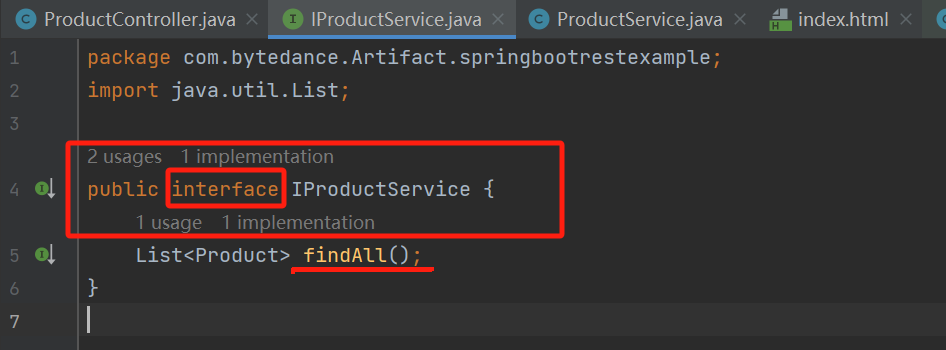 ProductController.java IProductService.java ProductService.java index.html
1 package com.bytedance.Artifact.springbootrestexample;
2 import java.util.List;
3
2 usages 1 implementation
4 public interface IProductService {
1 usage 1 implementation
5 List<Product> findAll();
6 }
7